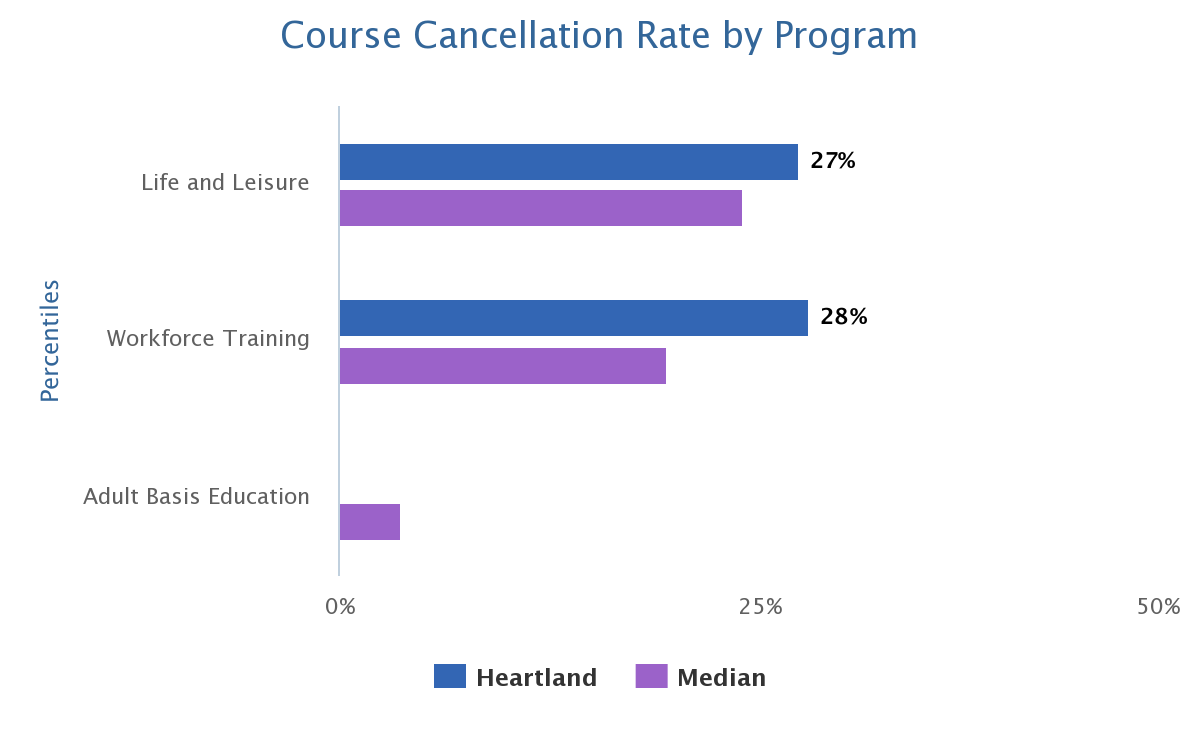 Course Cancellation Rate by Program
Percentiles
Life and Leisure
27%
Workforce Training
28%
Adult Basis Education
0%
25%
50%
Heartland
Median